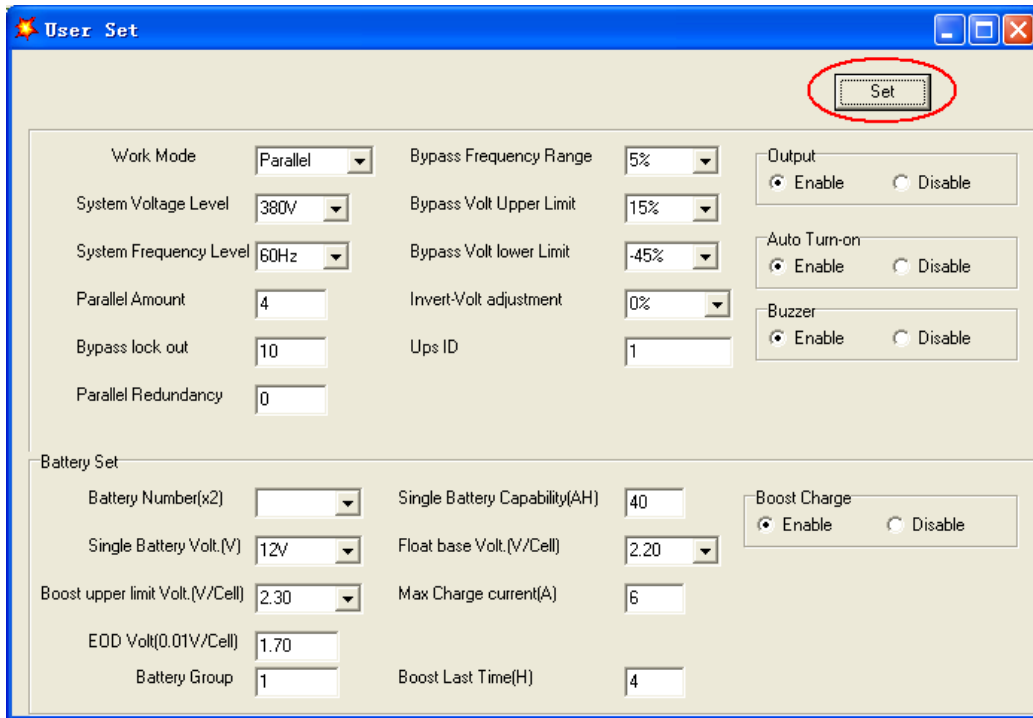 User Set
Set
Work Mode Parallel Bypass Frequency Range 5% Output
Enable Disable
System Voltage Level 380V Bypass Volt Upper Limit 15%
System Frequency Level 60Hz Bypass Volt lower Limit -45% Auto Turn-on
Enable Disable
Parallel Amount 4 Invert-Volt adjustment 0% Buzzer
Enable Disable
Bypass lock out 10 Ups ID 1
Parallel Redundancy 0
Battery Set
Battery Number(x2) Single Battery Capability(AH) 40 Boost Charge
Enable Disable
Single Battery Volt.(V) 12V Float base Volt.(V/Cell) 2.20
Boost upper limit Volt.(V/Cell) 2.30 Max Charge current(A) 6
EOD Volt(0.01V/Cell) 1.70
Battery Group 1 Boost Last Time(H) 4